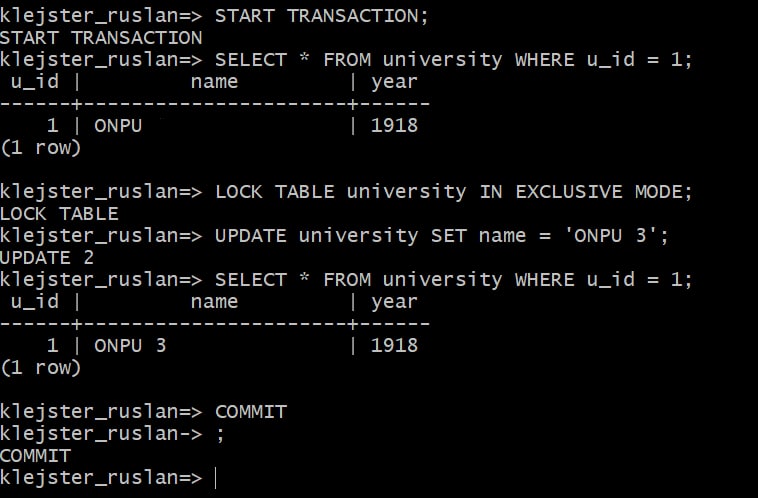 klejster_ruslan=> START TRANSACTION;
START TRANSACTION
klejster_ruslan=> SELECT * FROM university WHERE u_id = 1;
 u_id |         name         | year
------+----------------------+------
    1 | ONPU                 | 1918
(1 row)
klejster_ruslan=> LOCK TABLE university IN EXCLUSIVE MODE;
LOCK TABLE
klejster_ruslan=> UPDATE university SET name = 'ONPU 3';
UPDATE 2
klejster_ruslan=> SELECT * FROM university WHERE u_id = 1;
 u_id |         name         | year
------+----------------------+------
    1 | ONPU 3               | 1918
(1 row)
klejster_ruslan=> COMMIT
klejster_ruslan-> ;
COMMIT
klejster_ruslan=>